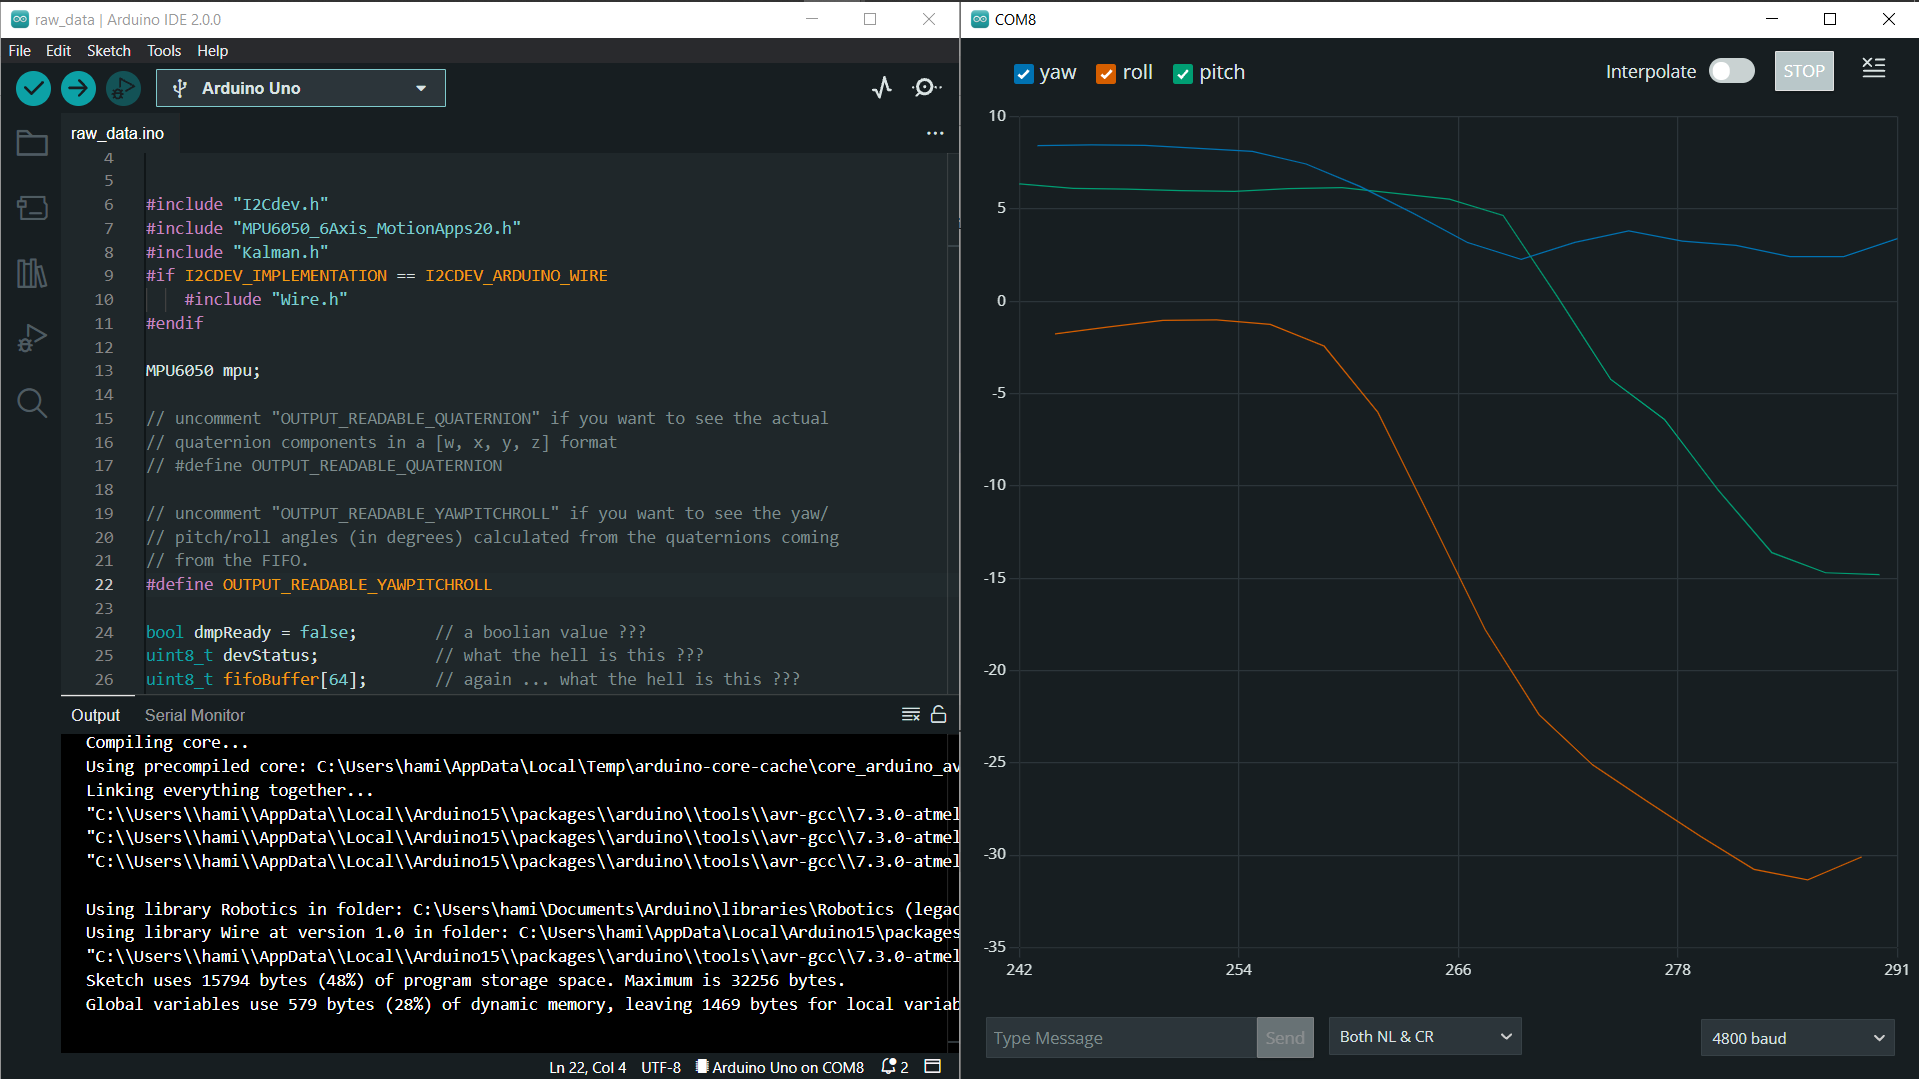 raw_data | Arduino IDE 2.0.0
File Edit Sketch Tools Help
Arduino Uno
raw_data.ino
4
5
6 #include "I2Cdev.h"
7 #include "MPU6050_6Axis_MotionApps20.h"
8 #include "Kalman.h"
9 #if I2CDEV_IMPLEMENTATION == I2CDEV_ARDUINO_WIRE
10 #include "Wire.h"
11 #endif
12
13 MPU6050 mpu;
14
15 // uncomment "OUTPUT_READABLE_QUATERNION" if you want to see the actual
16 // quaternion components in a [w, x, y, z] format
17 // #define OUTPUT_READABLE_QUATERNION
18
19 // uncomment "OUTPUT_READABLE_YAWPITCHROLL" if you want to see the yaw/
20 // pitch/roll angles (in degrees) calculated from the quaternions coming
21 // from the FIFO.
22 #define OUTPUT_READABLE_YAWPITCHROLL
23
24 bool dmpReady = false; // a boolian value ???
25 uint8_t devStatus; // what the hell is this ???
26 uint8_t fifoBuffer[64]; // again ... what the hell is this ???
Output Serial Monitor
Compiling core...
Using precompiled core: C:\Users\hami\AppData\Local\Temp\arduino-core-cache\core_arduino_av
Linking everything together...
"C:\\Users\\hami\\AppData\\Local\\Arduino15\\packages\\arduino\\tools\\avr-gcc\\7.3.0-atmel
"C:\\Users\\hami\\AppData\\Local\\Arduino15\\packages\\arduino\\tools\\avr-gcc\\7.3.0-atmel
"C:\\Users\\hami\\AppData\\Local\\Arduino15\\packages\\arduino\\tools\\avr-gcc\\7.3.0-atmel
Using library Robotics in folder: C:\Users\hami\Documents\Arduino\libraries\Robotics (legac
Using library Wire at version 1.0 in folder: C:\Users\hami\AppData\Local\Arduino15\packages
"C:\\Users\\hami\\AppData\\Local\\Arduino15\\packages\\arduino\\tools\\avr-gcc\\7.3.0-atmel
Sketch uses 15794 bytes (48%) of program storage space. Maximum is 32256 bytes.
Global variables use 579 bytes (28%) of dynamic memory, leaving 1469 bytes for local variab
Ln 22, Col 4 UTF-8 Arduino Uno on COM8 2
COM8
yaw roll pitch Interpolate STOP
10
5
0
-5
-10
-15
-20
-25
-30
-35
242 254 266 278 291
Type Message Send Both NL & CR 4800 baud